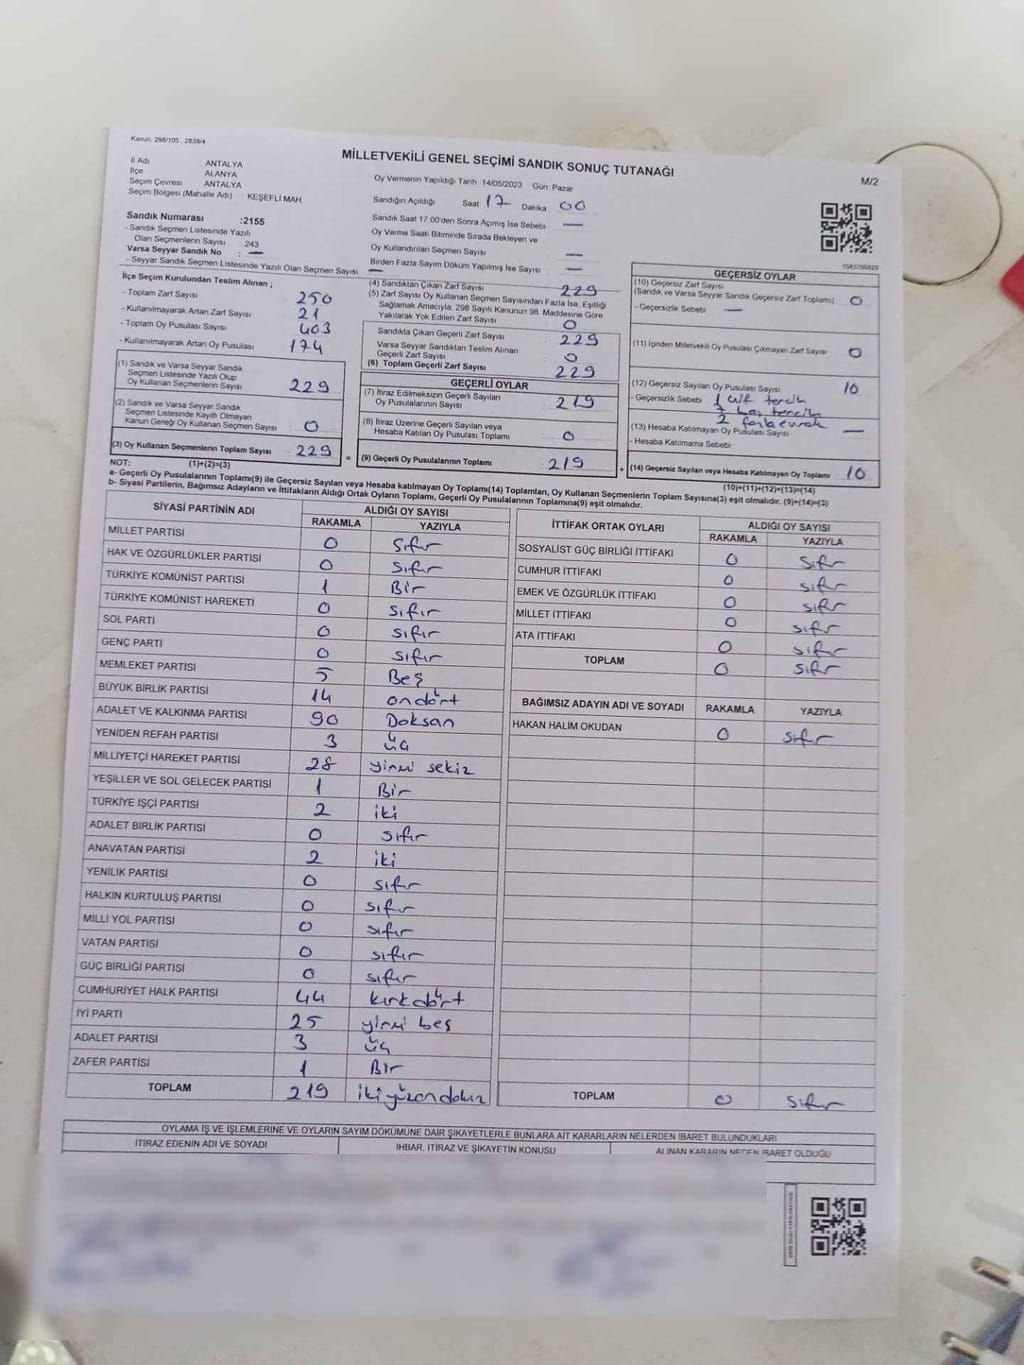 Kanun. 298/105 , 2839/4
MİLLETVEKİLİ GENEL SEÇİMİ SANDIK SONUÇ TUTANAĞI
M/2
İl Adı ANTALYA
İlçe ALANYA
Seçim Çevresi ANTALYA
Seçim Bölgesi (Mahalle Adı) KEŞEFLİ MAH.
Oy Vermenin Yapıldığı Tarih :14/05/2023 Gün: Pazar
Sandığın Açıldığı Saat 17 Dakika 00
Sandık Saat 17.00'den Sonra Açımış İse Sebebi —
Oy Verme Saati Bitiminde Sırada Bekleyen ve
Oy Kullandırılan Seçmen Sayısı —
Birden Fazla Sayım Döküm Yapılmış İse Sayısı —
Sandık Numarası :2155
- Sandık Seçmen Listesinde Yazılı
Olan Seçmenlerin Sayısı : 243
Varsa Seyyar Sandık No —
- Seyyar Sandık Seçmen Listesinde Yazılı Olan Seçmen Sayısı —
İlçe Seçim Kurulundan Teslim Alınan ;
- Toplam Zarf Sayısı 250
- Kullanılmayarak Artan Zarf Sayısı 21
- Toplam Oy Pusulası Sayısı 403
- Kullanılmayarak Artan Oy Pusulası 174
(1) Sandık ve Varsa Seyyar Sandık
Seçmen Listesinde Yazılı Olup
Oy Kullanan Seçmenlerin Sayısı 229
(2) Sandık ve Varsa Seyyar Sandık
Seçmen Listesinde Kayıtlı Olmayan
Kanun Gereği Oy Kullanan Seçmen Sayısı 0
(3) Oy Kullanan Seçmenlerin Toplam Sayısı 229 =
(4) Sandıktan Çıkan Zarf Sayısı 229
(5) Zarf Sayısı Oy Kullanan Seçmen Sayısından Fazla İse, Eşitliği
Sağlamak Amacıyla, 298 Sayılı Kanunun 98. Maddesine Göre
Yakılarak Yok Edilen Zarf Sayısı 0
Sandıkta Çıkan Geçerli Zarf Sayısı 229
Varsa Seyyar Sandıktan Teslim Alınan
Geçerli Zarf Sayısı 0
(6) Toplam Geçerli Zarf Sayısı 229
GEÇERLİ OYLAR
(7) İtiraz Edilmeksizin Geçerli Sayılan
Oy Pusulalarının Sayısı 219
(8) İtiraz Üzerine Geçerli Sayılan veya
Hesaba Katılan Oy Pusulası Toplamı 0
(9) Geçerli Oy Pusulalarının Toplamı 219 +
1583706829
GEÇERSİZ OYLAR
(10) Geçersiz Zarf Sayısı
(Sandık ve Varsa Seyyar Sandık Geçersiz Zarf Toplamı) 0
- Geçersizlik Sebebi —
(11) İçinden Milletvekili Oy Pusulası Çıkmayan Zarf Sayısı 0
(12) Geçersiz Sayılan Oy Pusulası Sayısı 10
- Geçersizlik Sebebi 1 çift tercih
7 boş tercih
2 fazla evrak
(13) Hesaba Katılmayan Oy Pusulası Sayısı —
- Hesaba Katılmama Sebebi
(14) Geçersiz Sayılan veya Hesaba Katılmayan Oy Toplamı 10
NOT: (1)+(2)=(3)
(10)+(11)+(12)+(13)=(14)
a- Geçerli Oy Pusulalarının Toplamı(9) ile Geçersiz Sayılan veya Hesaba katılmayan Oy Toplamı(14) Toplamları, Oy Kullanan Seçmenlerin Toplam Sayısına(3) eşit olmalıdır. (9)+(14)=(3)
b- Siyasi Partilerin, Bağımsız Adayların ve İttifakların Aldığı Ortak Oyların Toplamı, Geçerli Oy Pusulalarının Toplamına(9) eşit olmalıdır.
SİYASİ PARTİNİN ADI ALDIĞI OY SAYISI
RAKAMLA YAZIYLA
MİLLET PARTİSİ 0 sıfır
HAK VE ÖZGÜRLÜKLER PARTİSİ 0 sıfır
TÜRKİYE KOMÜNİST PARTİSİ 1 Bir
TÜRKİYE KOMÜNİST HAREKETİ 0 sıfır
SOL PARTİ 0 sıfır
GENÇ PARTİ 0 sıfır
MEMLEKET PARTİSİ 5 Beş
BÜYÜK BİRLİK PARTİSİ 14 ondört
ADALET VE KALKINMA PARTİSİ 90 Doksan
YENİDEN REFAH PARTİSİ 3 üç
MİLLİYETÇİ HAREKET PARTİSİ 28 yirmi sekiz
YEŞİLLER VE SOL GELECEK PARTİSİ 1 Bir
TÜRKİYE İŞÇİ PARTİSİ 2 iki
ADALET BİRLİK PARTİSİ 0 sıfır
ANAVATAN PARTİSİ 2 iki
YENİLİK PARTİSİ 0 sıfır
HALKIN KURTULUŞ PARTİSİ 0 sıfır
MİLLİ YOL PARTİSİ 0 sıfır
VATAN PARTİSİ 0 sıfır
GÜÇ BİRLİĞİ PARTİSİ 0 sıfır
CUMHURİYET HALK PARTİSİ 44 kırkdört
İYİ PARTİ 25 yirmi beş
ADALET PARTİSİ 3 üç
ZAFER PARTİSİ 1 Bir
TOPLAM 219 ikiyüzondokuz
İTTİFAK ORTAK OYLARI ALDIĞI OY SAYISI
RAKAMLA YAZIYLA
SOSYALİST GÜÇ BİRLİĞİ İTTİFAKI 0 sıfır
CUMHUR İTTİFAKI 0 sıfır
EMEK VE ÖZGÜRLÜK İTTİFAKI 0 sıfır
MİLLET İTTİFAKI 0 sıfır
ATA İTTİFAKI 0 sıfır
TOPLAM 0 sıfır
BAĞIMSIZ ADAYIN ADI VE SOYADI RAKAMLA YAZIYLA
HAKAN HALİM OKUDAN 0 sıfır
TOPLAM 0 sıfır
OYLAMA İŞ VE İŞLEMLERİNE VE OYLARIN SAYIM DÖKÜMÜNE DAİR ŞİKAYETLERLE BUNLARA AİT KARARLARIN NELERDEN İBARET BULUNDUKLARI
İTİRAZ EDENİN ADI VE SOYADI İHBAR, İTİRAZ VE ŞİKAYETİN KONUSU ALINAN KARARIN NEDEN İBARET OLDUĞU